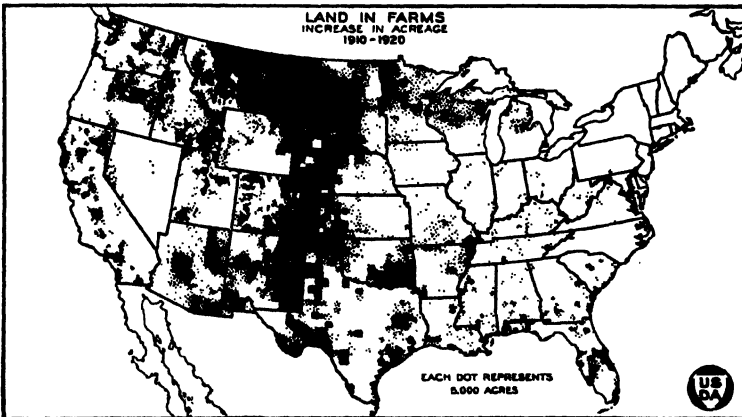 LAND IN FARMS
INCREASE IN ACREAGE
1910-1920
EACH DOT REPRESENTS
5,000 ACRES
US
DA